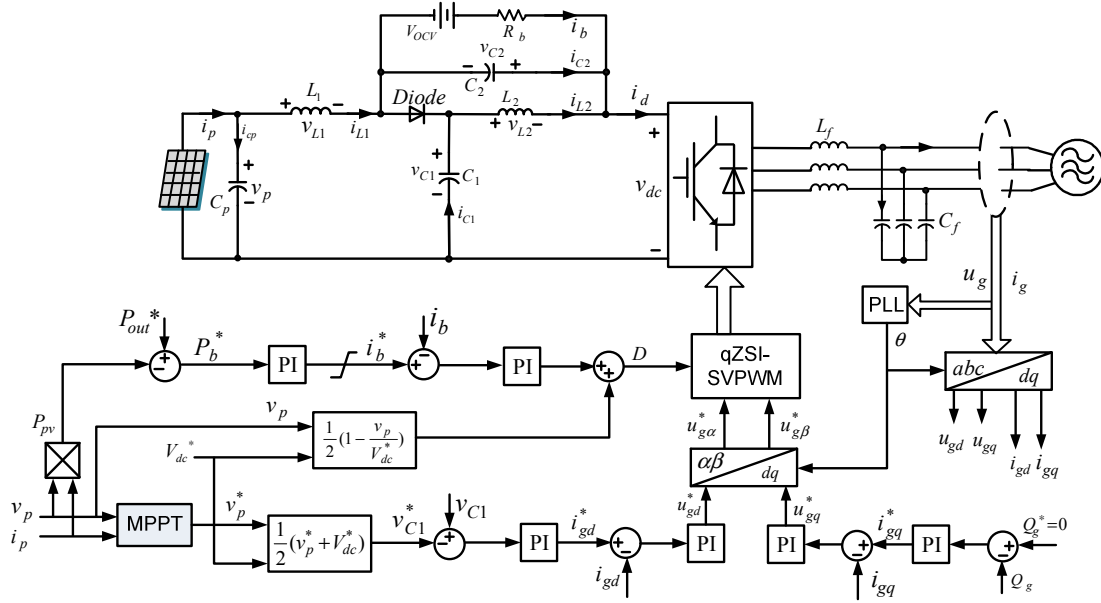 V_OCV R_b i_b
v_C2
− + i_C2
C_2
L_1 Diode L_2 i_d
+ − + −
i_p i_cp v_L1 i_L1 v_L2 i_L2 +
L_f
+ +
C_p v_p v_C1 C_1 v_dc
− −
i_C1 C_f
−
u_g i_g
PLL
θ
P_out* i_b
P_b^* PI i_b^* PI D qZSI-SVPWM
+ − − + + +
abc dq
P_pv v_p
V_dc^* 1/2(1−v_p/V_dc^*)
u_gα^* u_gβ^*
u_gd u_gq i_gd i_gq
αβ dq
v_p MPPT v_p^* 1/2(v_p^*+V_dc^*) v_C1^* v_C1 PI i_gd^* u_gd^* u_gq^*
i_p
− + + −
PI PI i_gq^* PI Q_g^*=0
i_gd i_gq Q_g
− + − +